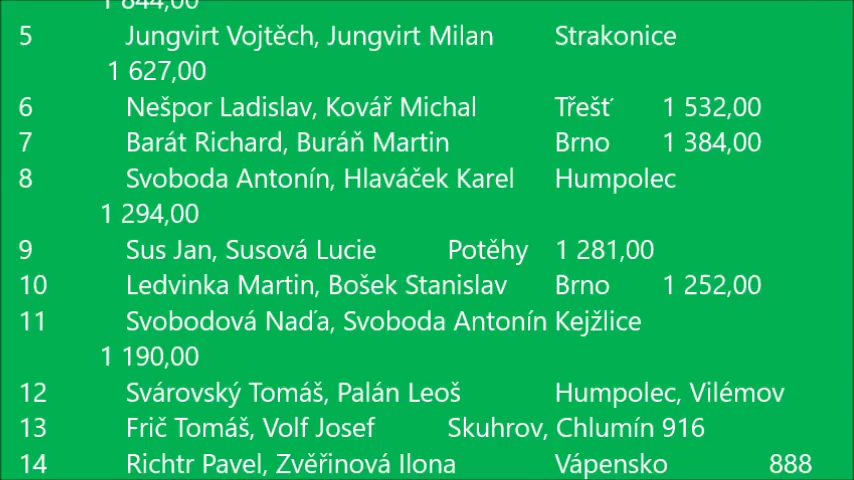 1 844,00
5 Jungvirt Vojtěch, Jungvirt Milan Strakonice
1 627,00
6 Nešpor Ladislav, Kovář Michal Třešť 1 532,00
7 Barát Richard, Buráň Martin Brno 1 384,00
8 Svoboda Antonín, Hlaváček Karel Humpolec
1 294,00
9 Sus Jan, Susová Lucie Potěhy 1 281,00
10 Ledvinka Martin, Bošek Stanislav Brno 1 252,00
11 Svobodová Naďa, Svoboda Antonín Kejžlice
1 190,00
12 Svárovský Tomáš, Palán Leoš Humpolec, Vilémov
13 Frič Tomáš, Volf Josef Skuhrov, Chlumín 916
14 Richtr Pavel, Zvěřinová Ilona Vápensko 888